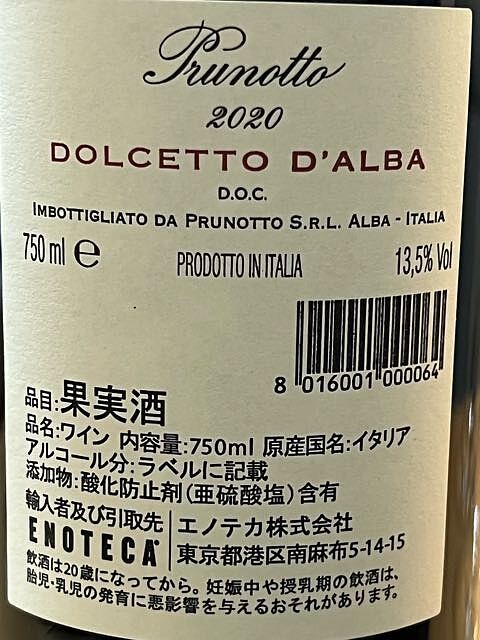 Prunotto
2020
DOLCETTO D'ALBA
D.O.C.
IMBOTTIGLIATO DA PRUNOTTO S.R.L. ALBA - ITALIA
750 ml e PRODOTTO IN ITALIA 13,5% Vol
8 016001 000064
品目:果実酒
品名:ワイン 内容量:750ml 原産国名:イタリア
アルコール分:ラベルに記載
添加物:酸化防止剤(亜硫酸塩)含有
輸入者及び引取先 エノテカ株式会社
ENOTECA 東京都港区南麻布5-14-15
飲酒は20歳になってから。妊娠中や授乳期の飲酒は、
胎児・乳児の発育に悪影響を与えるおそれがあります。